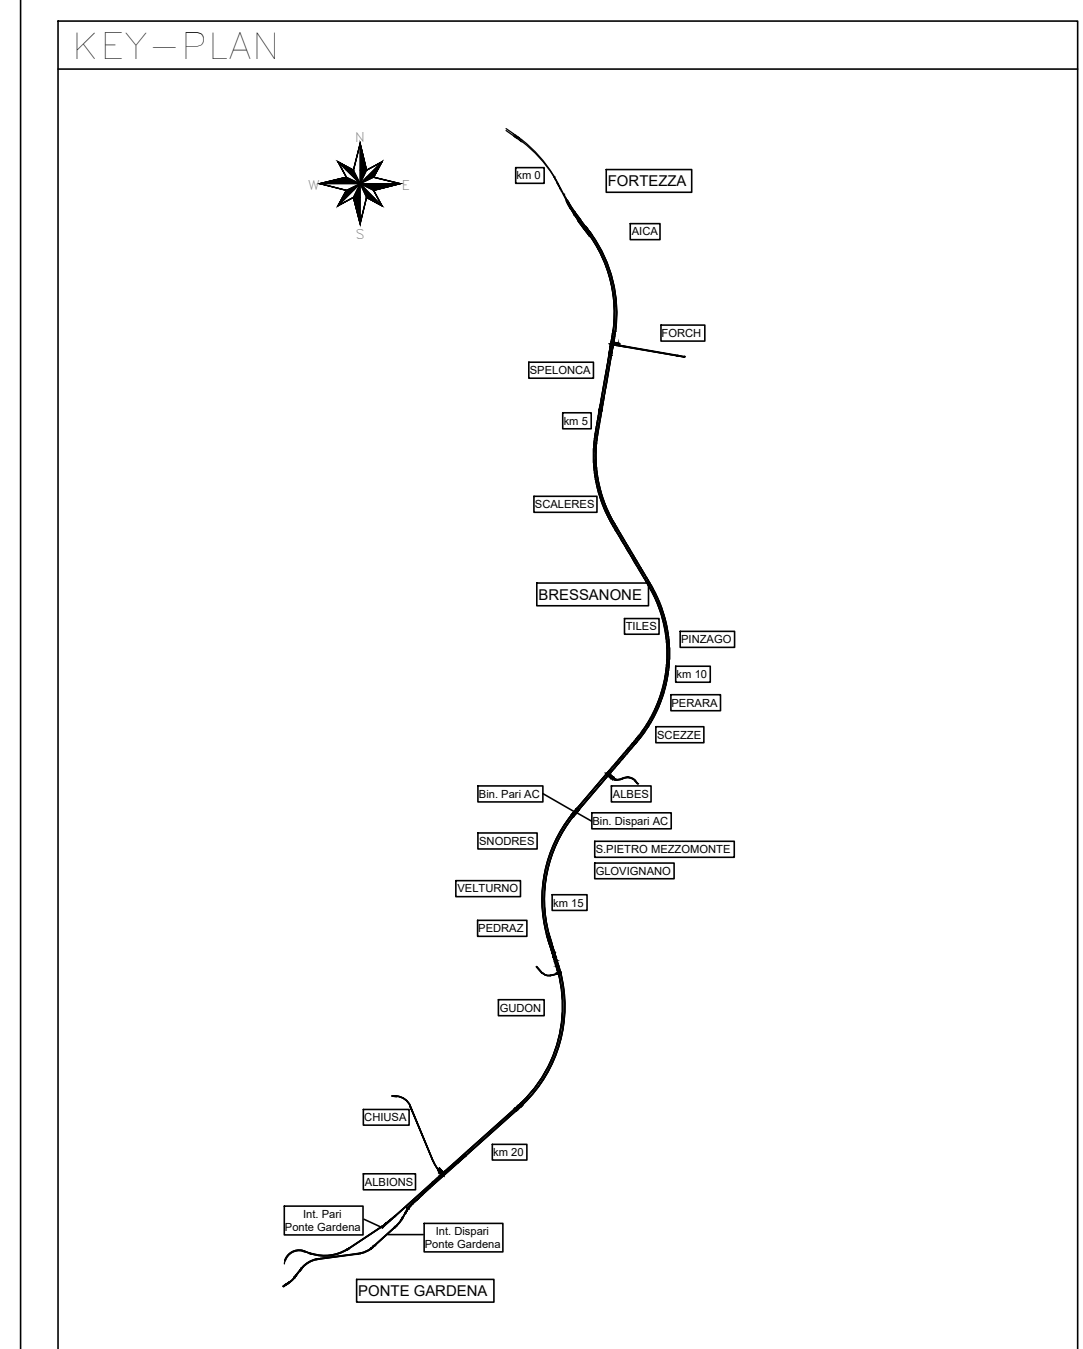 KEY-PLAN
N
km 0
FORTEZZA
W
E
AICA
S
FORCH
SPELONCA
km 5
SCALERES
BRESSANONE
TILES
PINZAGO
km 10
PERARA
SCEZZE
Bin. Pari AC
ALBES
Bin. Dispari AC
SNODRES
S.PIETRO MEZZOMONTE
GLOVIGNANO
VELTURNO
km 15
PEDRAZ
GUDON
CHIUSA
km 20
ALBIONS
Int. Pari
Ponte Gardena
Int. Dispari
Ponte Gardena
PONTE GARDENA